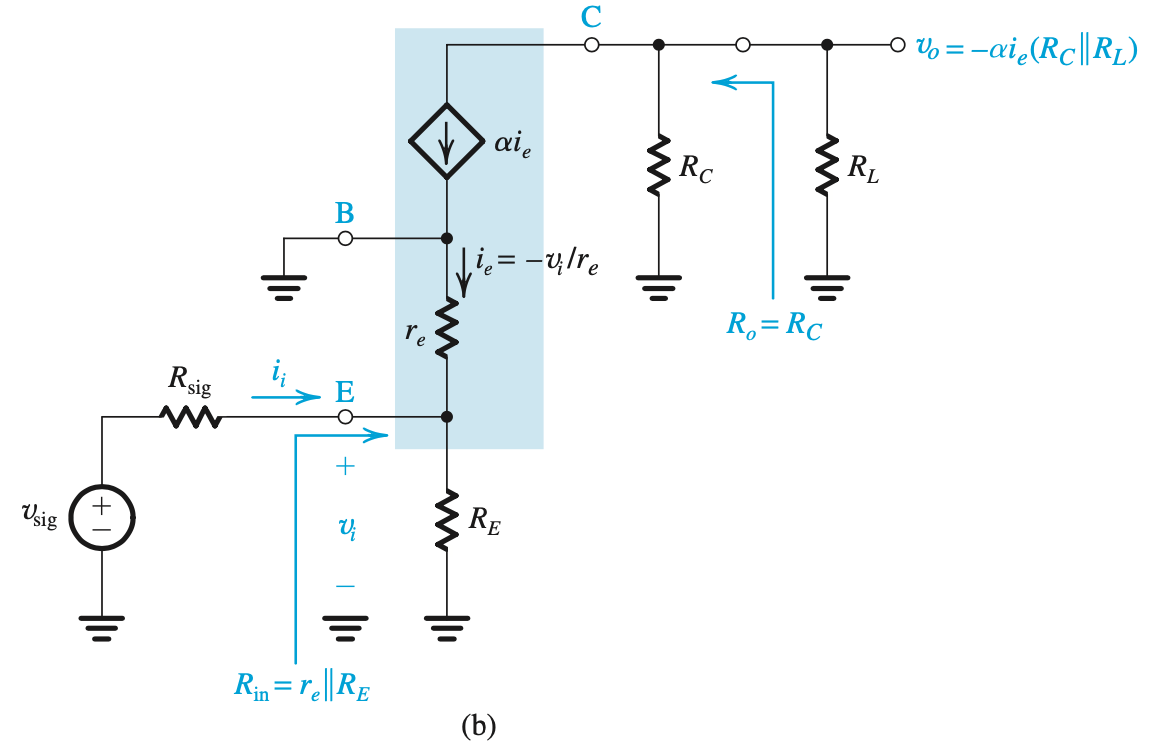 C
v_o = −αi_e(R_C‖R_L)
αi_e
R_C
R_L
B
i_e = −v_i/r_e
R_o = R_C
r_e
R_sig
i_i
E
+
v_sig
+
−
v_i
R_E
−
R_in = r_e‖R_E
(b)